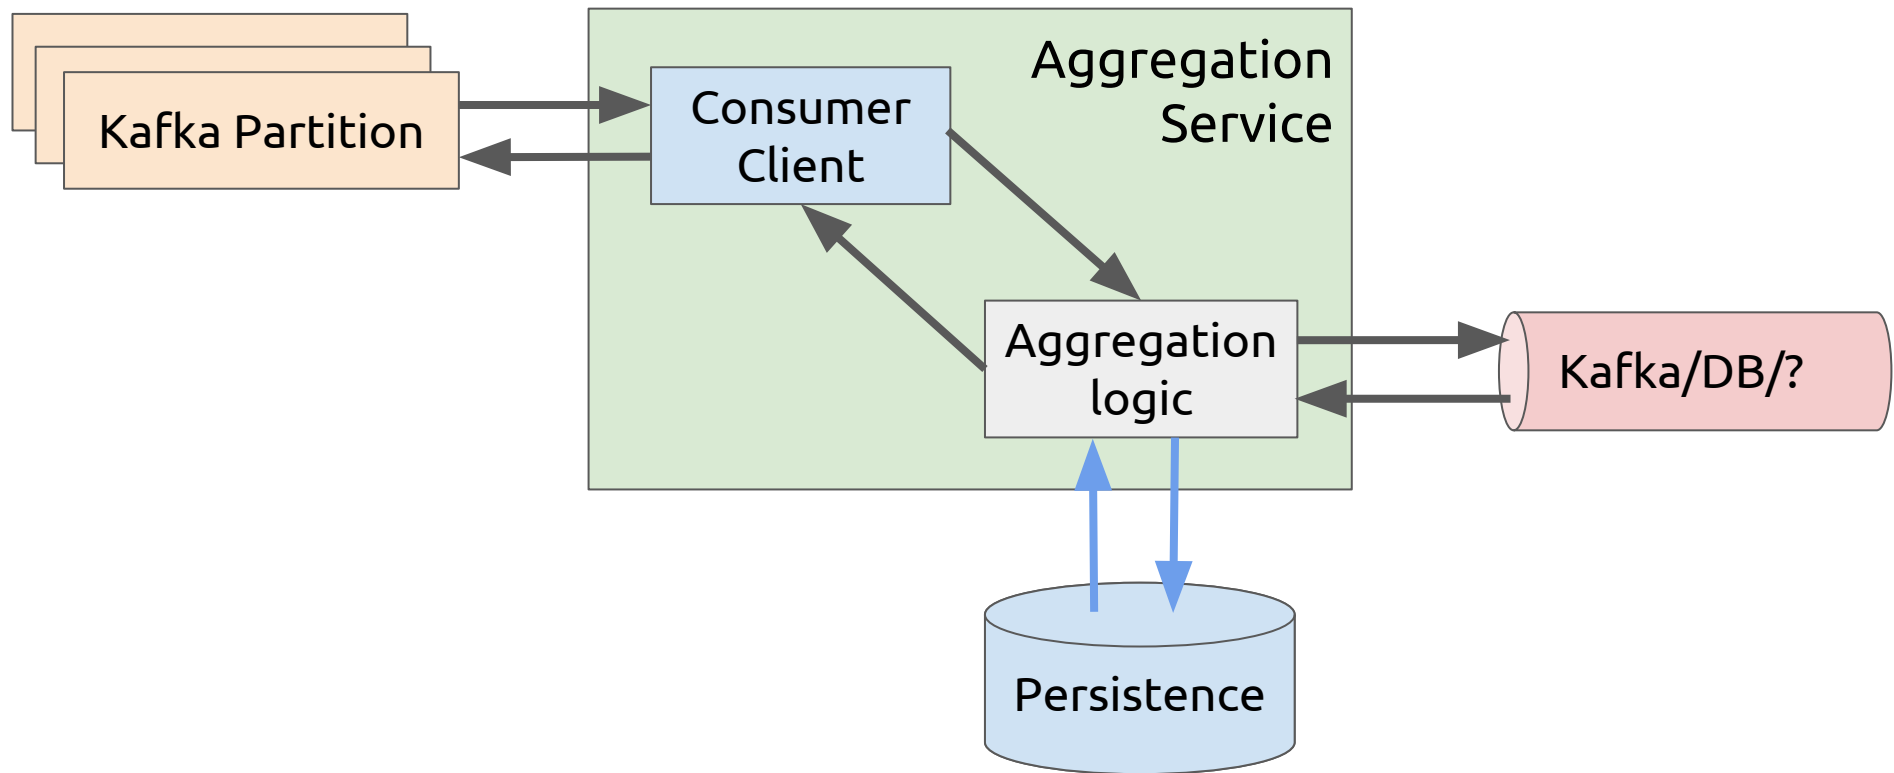 Kafka Partition
Consumer
Client
Aggregation
Service
Aggregation
logic
Kafka/DB/?
Persistence